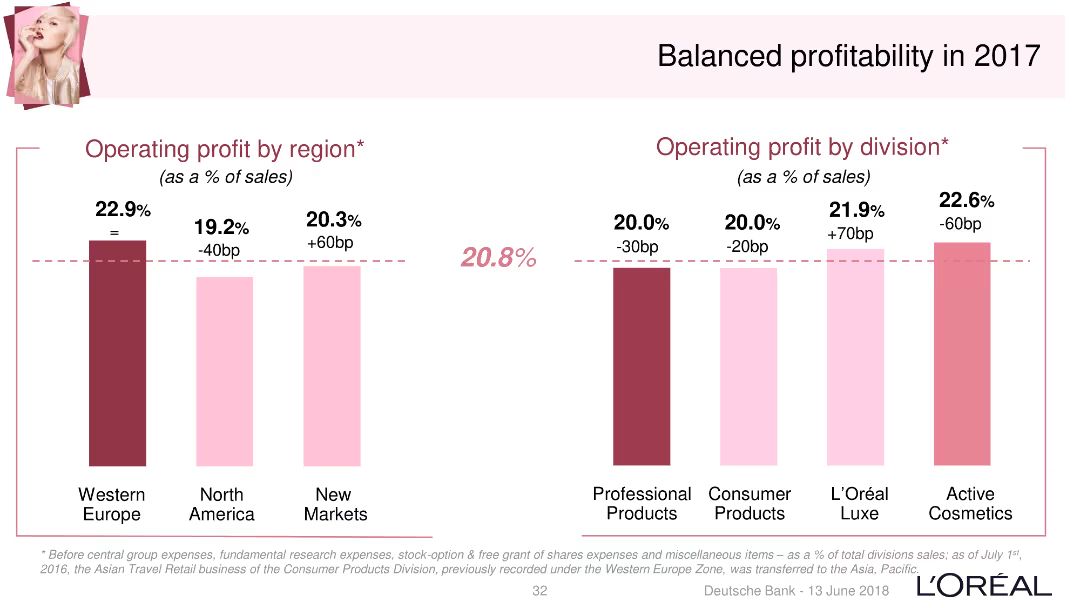 Balanced profitability in 2017
Operating profit by region*
(as a % of sales)
22.9%
=
19.2%
-40bp
20.3%
+60bp
Western
Europe
North
America
New
Markets
20.8%
Operating profit by division*
(as a % of sales)
20.0%
-30bp
20.0%
-20bp
21.9%
+70bp
22.6%
-60bp
Professional
Products
Consumer
Products
L’Oréal
Luxe
Active
Cosmetics
* Before central group expenses, fundamental research expenses, stock-option & free grant of shares expenses and miscellaneous items – as a % of total divisions sales; as of July 1st,
2016, the Asian Travel Retail business of the Consumer Products Division, previously recorded under the Western Europe Zone, was transferred to the Asia, Pacific.
32
Deutsche Bank - 13 June 2018
L'ORÉAL